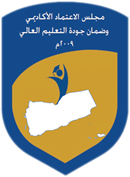 مجلس الاعتماد الأكاديمي
وضمان جودة التعليم العالي
٢٠٠٩م